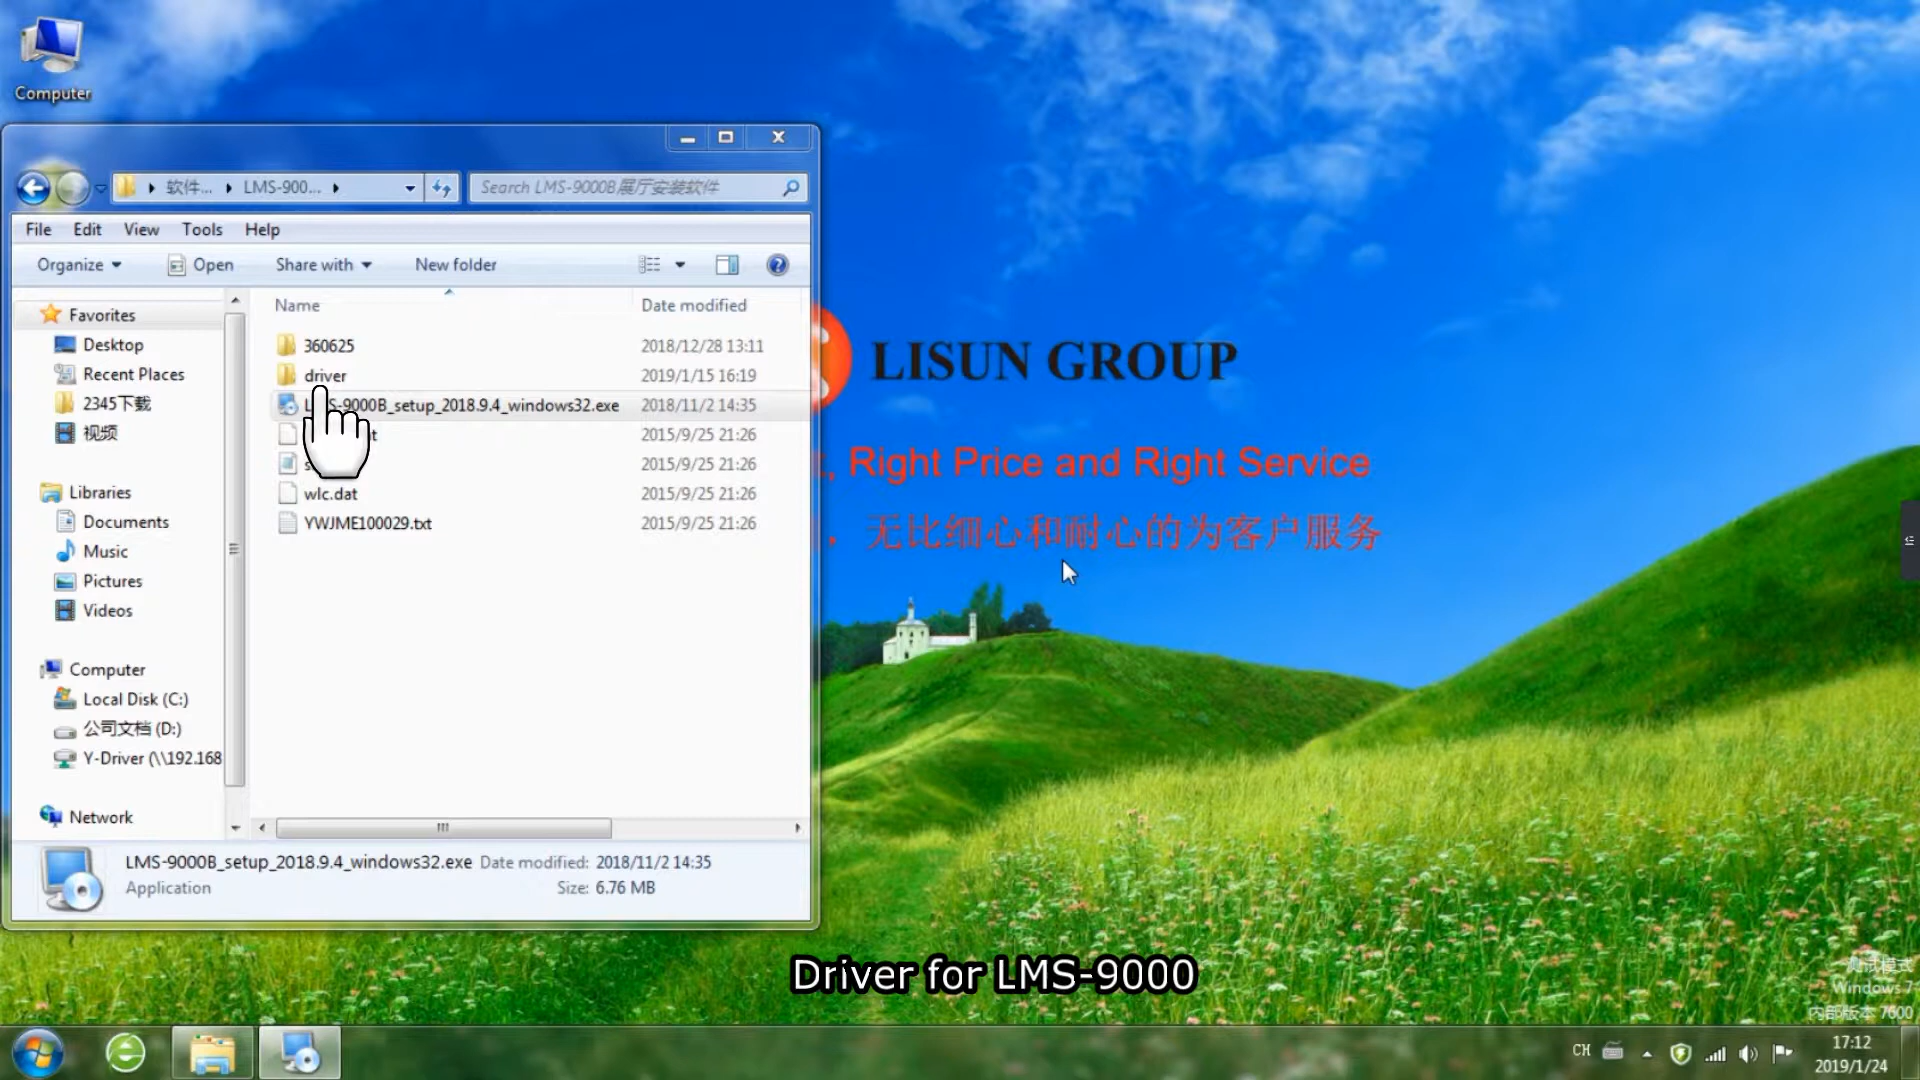 Computer
软件... LMS-900...
Search LMS-9000B展厅安装软件
File Edit View Tools Help
Organize Open Share with New folder
Name Date modified
Favorites
Desktop
Recent Places
2345下载
视频
Libraries
Documents
Music
Pictures
Videos
Computer
Local Disk (C:)
公司文档 (D:)
Y-Driver (\\192.168
Network
360625 2018/12/28 13:11
driver 2019/1/15 16:19
LMS-9000B_setup_2018.9.4_windows32.exe 2018/11/2 14:35
2015/9/25 21:26
2015/9/25 21:26
wlc.dat 2015/9/25 21:26
YWJME100029.txt 2015/9/25 21:26
LMS-9000B_setup_2018.9.4_windows32.exe Date modified: 2018/11/2 14:35
Application Size: 6.76 MB
LISUN GROUP
, Right Price and Right Service
，无比细心和耐心的为客户服务
Driver for LMS-9000
测试模式
Windows 7
内部版本 7600
CH
17:12
2019/1/24